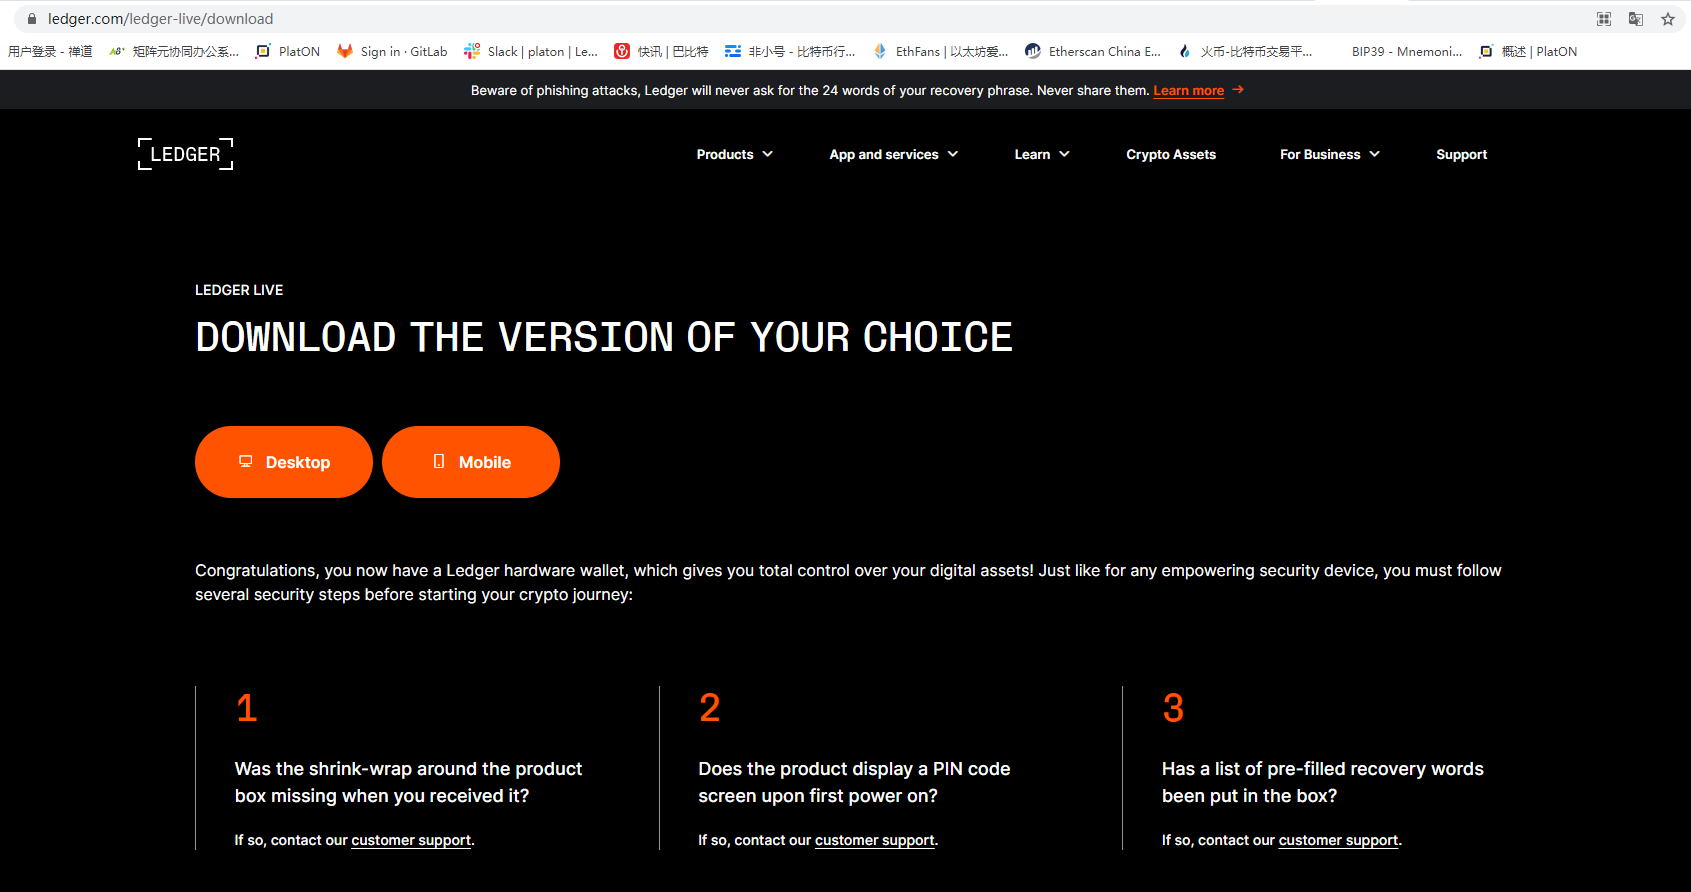 ledger.com/ledger-live/download
用户登录 - 禅道 矩阵元协同办公系... PlatON Sign in · GitLab Slack | platon | Le... 快讯 | 巴比特 非小号 - 比特币行... EthFans | 以太坊爱... Etherscan China E... 火币-比特币交易平... BIP39 - Mnemoni... 概述 | PlatON
Beware of phishing attacks, Ledger will never ask for the 24 words of your recovery phrase. Never share them. Learn more →
LEDGER Products App and services Learn Crypto Assets For Business Support
LEDGER LIVE
DOWNLOAD THE VERSION OF YOUR CHOICE
Desktop Mobile
Congratulations, you now have a Ledger hardware wallet, which gives you total control over your digital assets! Just like for any empowering security device, you must follow
several security steps before starting your crypto journey:
1
Was the shrink-wrap around the product
box missing when you received it?
If so, contact our customer support.
2
Does the product display a PIN code
screen upon first power on?
If so, contact our customer support.
3
Has a list of pre-filled recovery words
been put in the box?
If so, contact our customer support.